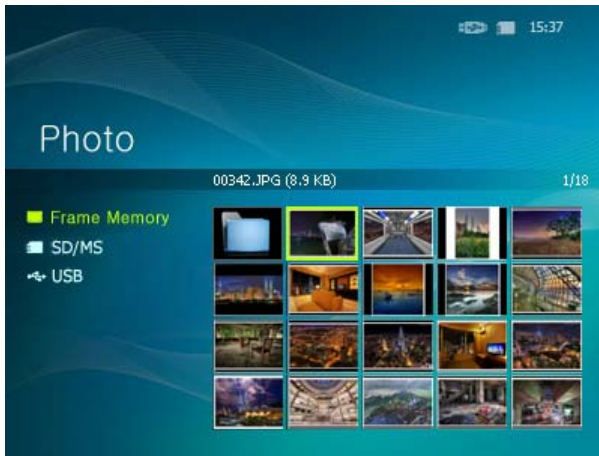 15:37
Photo
00342.JPG (8.9 KB) 1/18
Frame Memory
SD/MS
USB